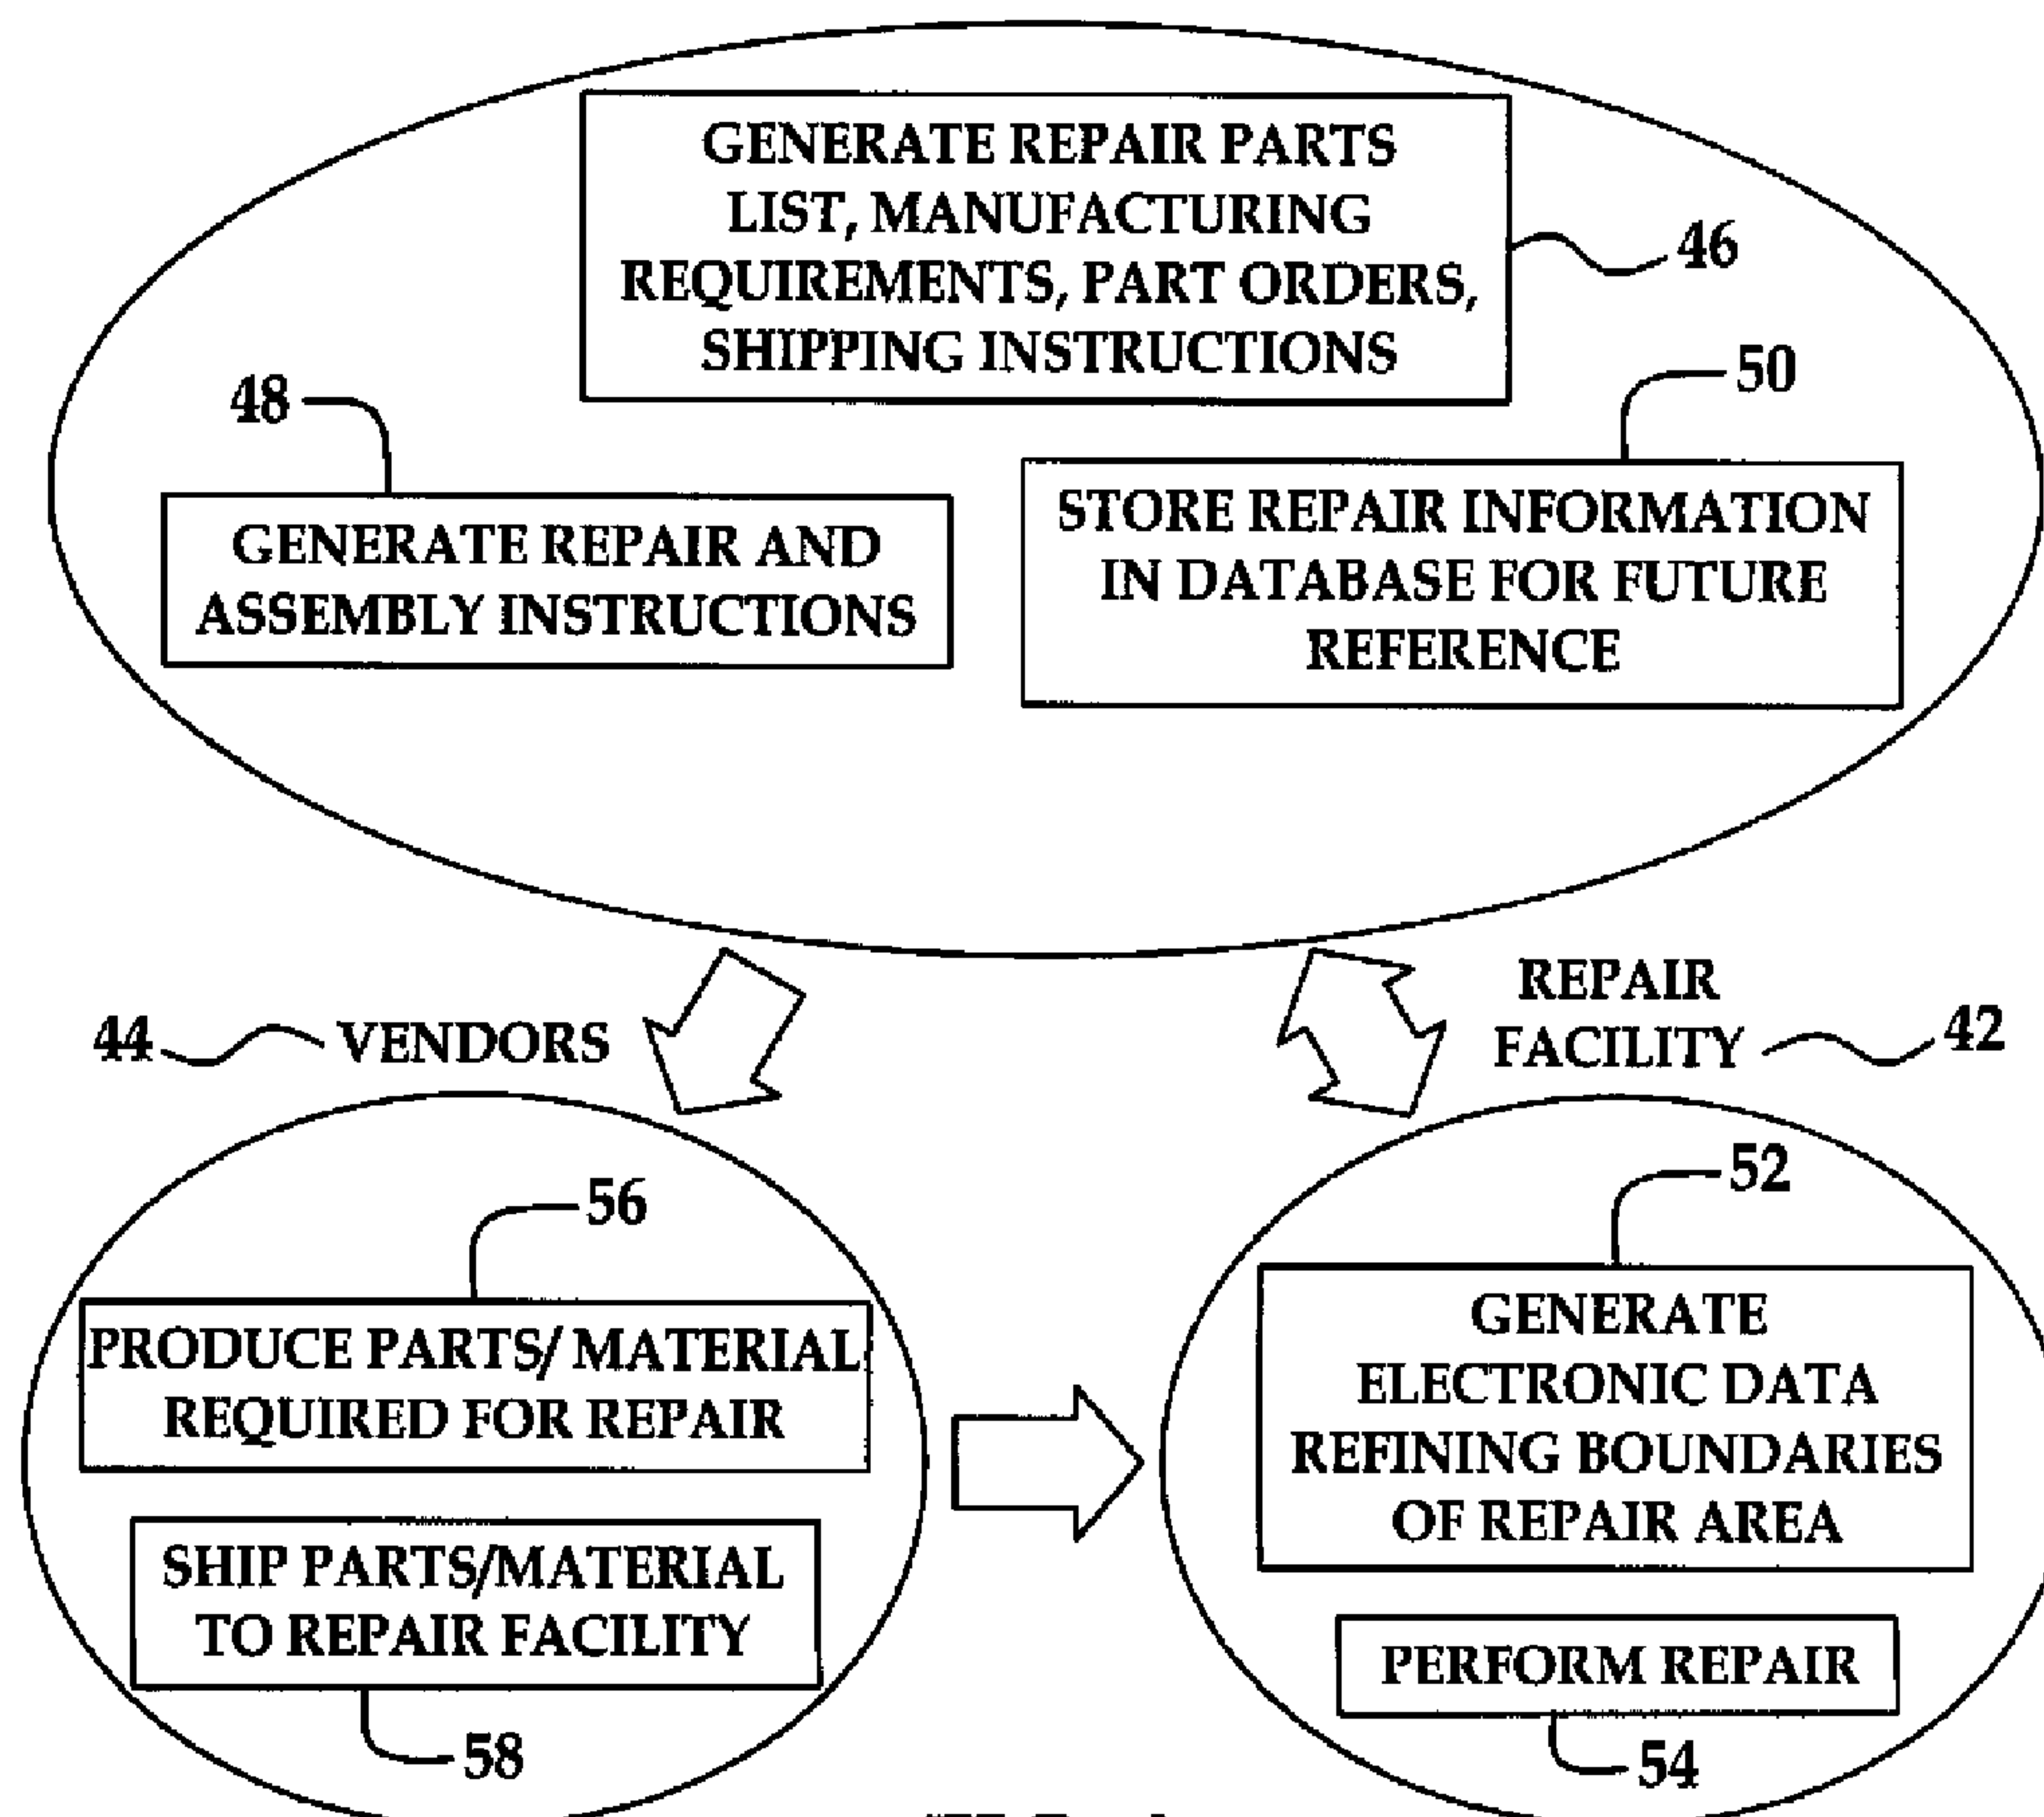 GENERATE REPAIR PARTS
LIST, MANUFACTURING
REQUIREMENTS, PART ORDERS,
SHIPPING INSTRUCTIONS
46
48
50
GENERATE REPAIR AND
ASSEMBLY INSTRUCTIONS
STORE REPAIR INFORMATION
IN DATABASE FOR FUTURE
REFERENCE
44
VENDORS
REPAIR
FACILITY
42
56
PRODUCE PARTS/ MATERIAL
REQUIRED FOR REPAIR
SHIP PARTS/MATERIAL
TO REPAIR FACILITY
58
52
GENERATE
ELECTRONIC DATA
REFINING BOUNDARIES
OF REPAIR AREA
PERFORM REPAIR
54